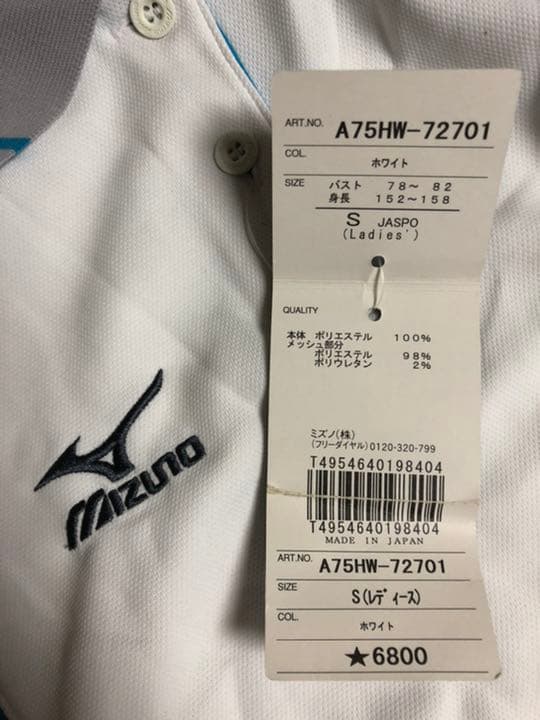 ART.NO. A75HW-72701
COL. ホワイト
SIZE バスト 78〜 82
身長 152〜158
S JASPO
(Ladies')
QUALITY
本体 ポリエステル 100%
メッシュ部分
ポリエステル 98%
ポリウレタン 2%
ミズノ(株)
(フリーダイヤル)0120-320-799
T4954640198404
T4954640198404
MADE IN JAPAN
ART.NO. A75HW-72701
SIZE S(レディース)
COL. ホワイト
★6800
MIZUNO